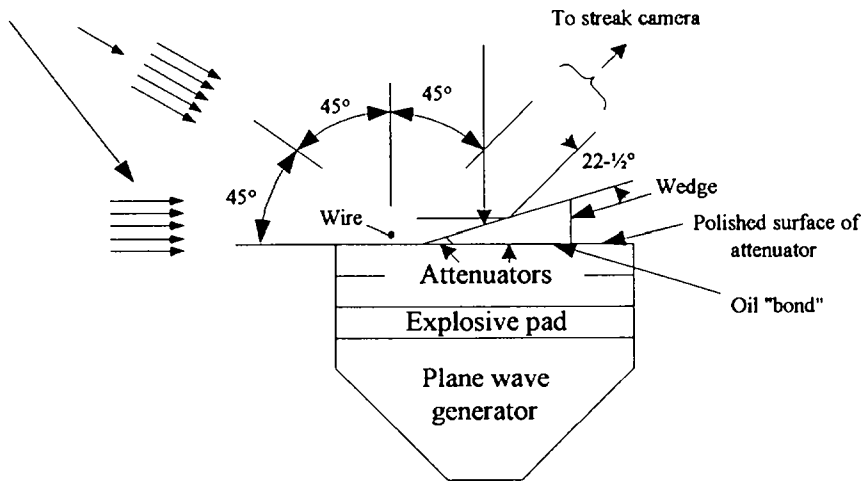 To streak camera
45°
45°
22-½°
45°
Wedge
Wire
Polished surface of
attenuator
Attenuators
Oil "bond"
Explosive pad
Plane wave
generator